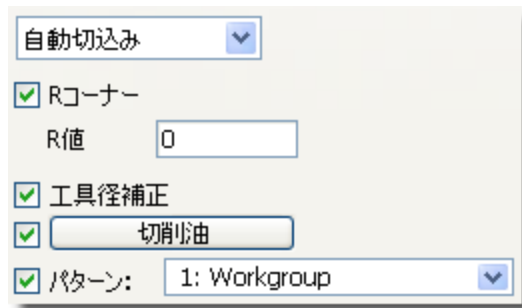 自動切込み
Rコーナー
R値 0
工具径補正
切削油
パターン: 1: Workgroup